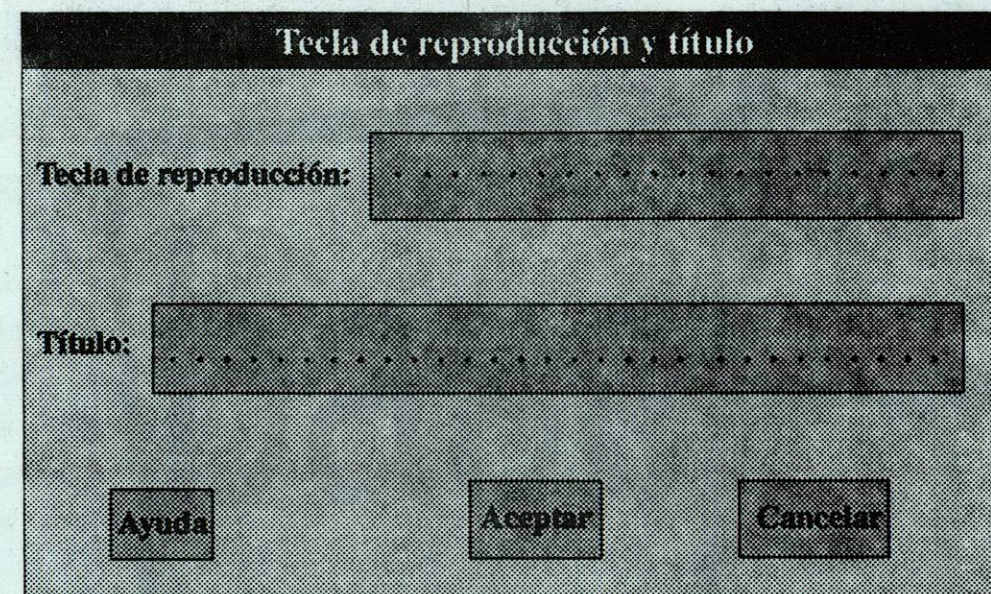 Tecla de reproducción y título
Tecla de reproducción:
Título:
Ayuda Aceptar Cancelar